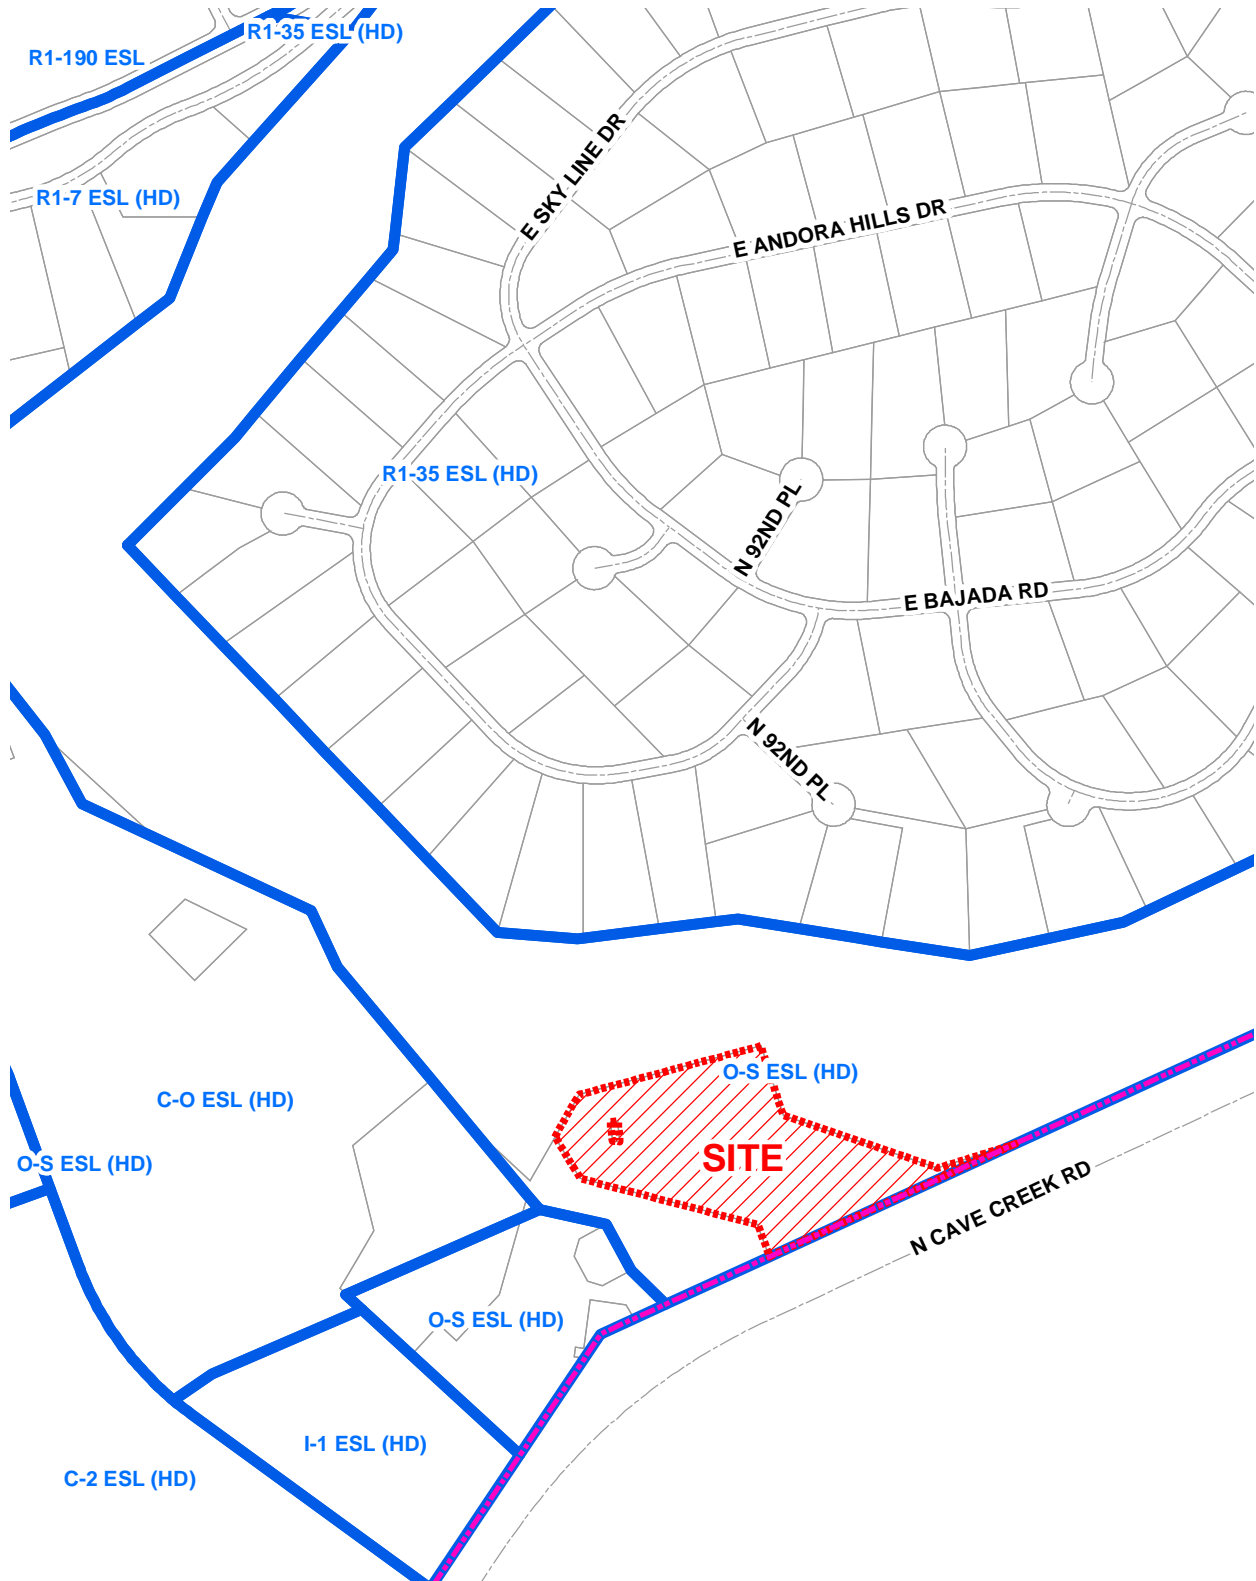 R1-35 ESL (HD)
R1-190 ESL
R1-7 ESL (HD)
E SKY LINE DR
E ANDORA HILLS DR
R1-35 ESL (HD)
N 92ND PL
E BAJADA RD
N 92ND PL
O-S ESL (HD)
C-O ESL (HD)
O-S ESL (HD)
SITE
N CAVE CREEK RD
O-S ESL (HD)
I-1 ESL (HD)
C-2 ESL (HD)